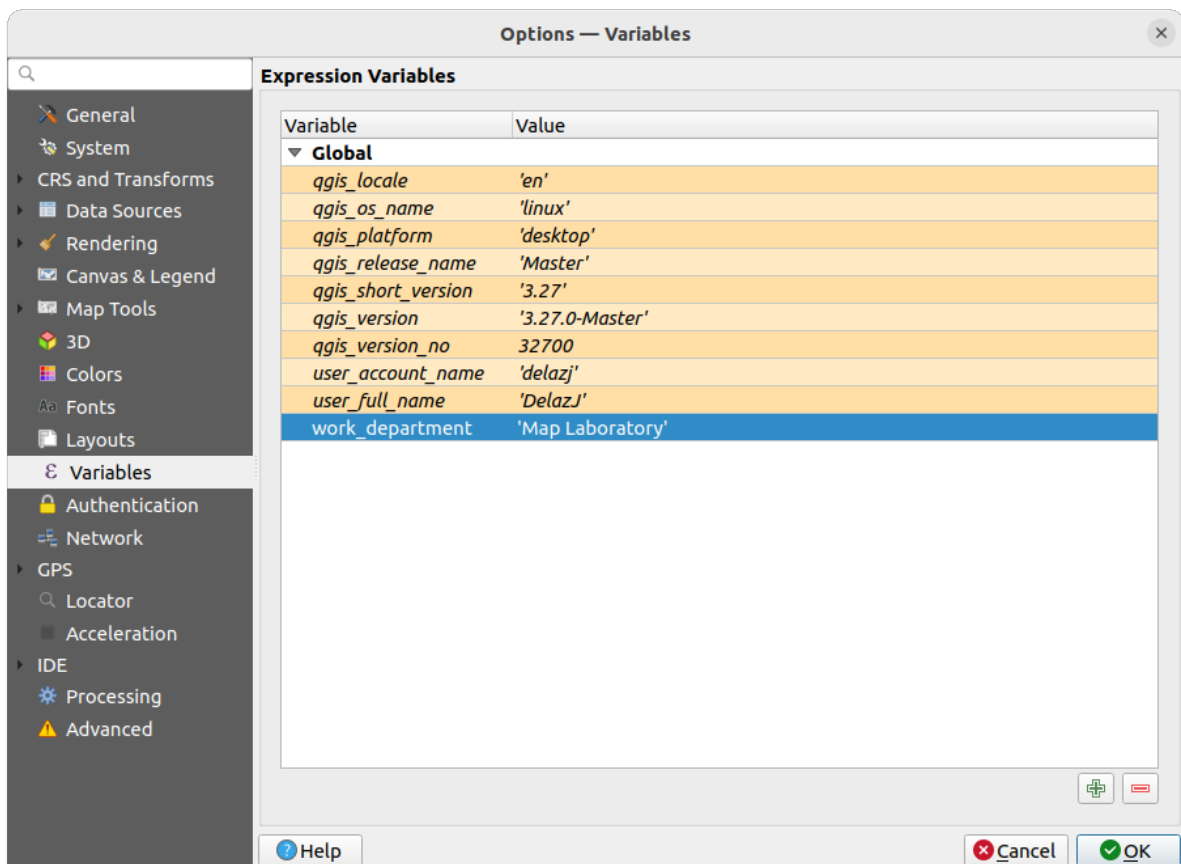 Options — Variables
General
System
CRS and Transforms
Data Sources
Rendering
Canvas & Legend
Map Tools
3D
Colors
Aa Fonts
Layouts
ε Variables
Authentication
Network
GPS
Locator
Acceleration
IDE
Processing
Advanced
Expression Variables
Variable Value
Global
qgis_locale 'en'
qgis_os_name 'linux'
qgis_platform 'desktop'
qgis_release_name 'Master'
qgis_short_version '3.27'
qgis_version '3.27.0-Master'
qgis_version_no 32700
user_account_name 'delazj'
user_full_name 'DelazJ'
work_department 'Map Laboratory'
Help Cancel OK